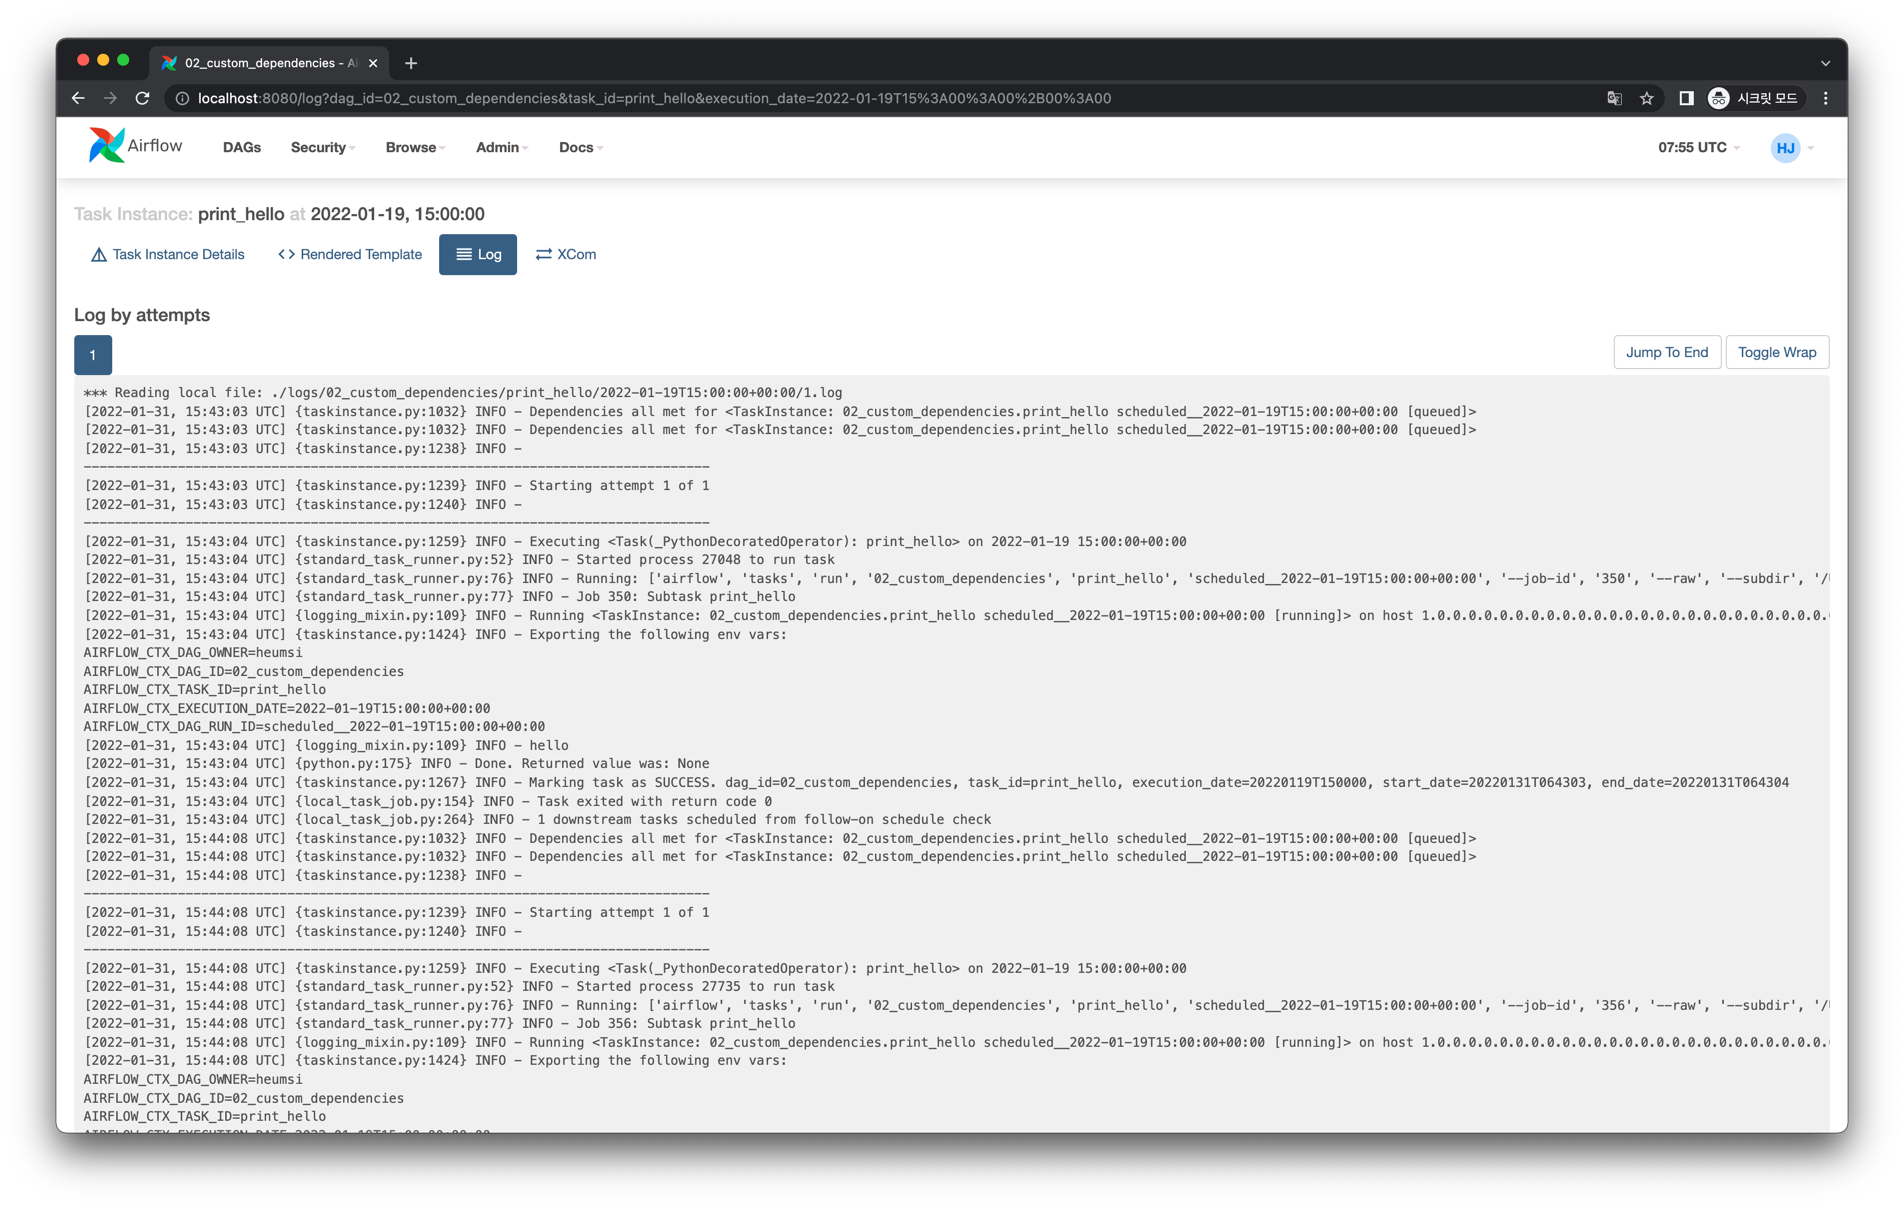 02_custom_dependencies - Ai
localhost:8080/log?dag_id=02_custom_dependencies&task_id=print_hello&execution_date=2022-01-19T15%3A00%3A00%2B00%3A00
시크릿 모드
Airflow DAGs Security Browse Admin Docs 07:55 UTC HJ
Task Instance: print_hello at 2022-01-19, 15:00:00
Task Instance Details <> Rendered Template Log XCom
Log by attempts
1 Jump To End Toggle Wrap
*** Reading local file: ./logs/02_custom_dependencies/print_hello/2022-01-19T15:00:00+00:00/1.log
[2022-01-31, 15:43:03 UTC] {taskinstance.py:1032} INFO - Dependencies all met for <TaskInstance: 02_custom_dependencies.print_hello scheduled__2022-01-19T15:00:00+00:00 [queued]>
[2022-01-31, 15:43:03 UTC] {taskinstance.py:1032} INFO - Dependencies all met for <TaskInstance: 02_custom_dependencies.print_hello scheduled__2022-01-19T15:00:00+00:00 [queued]>
[2022-01-31, 15:43:03 UTC] {taskinstance.py:1238} INFO -
--------------------------------------------------------------------------------
[2022-01-31, 15:43:03 UTC] {taskinstance.py:1239} INFO - Starting attempt 1 of 1
[2022-01-31, 15:43:03 UTC] {taskinstance.py:1240} INFO -
--------------------------------------------------------------------------------
[2022-01-31, 15:43:04 UTC] {taskinstance.py:1259} INFO - Executing <Task(_PythonDecoratedOperator): print_hello> on 2022-01-19 15:00:00+00:00
[2022-01-31, 15:43:04 UTC] {standard_task_runner.py:52} INFO - Started process 27048 to run task
[2022-01-31, 15:43:04 UTC] {standard_task_runner.py:76} INFO - Running: ['airflow', 'tasks', 'run', '02_custom_dependencies', 'print_hello', 'scheduled__2022-01-19T15:00:00+00:00', '--job-id', '350', '--raw', '--subdir', '/
[2022-01-31, 15:43:04 UTC] {standard_task_runner.py:77} INFO - Job 350: Subtask print_hello
[2022-01-31, 15:43:04 UTC] {logging_mixin.py:109} INFO - Running <TaskInstance: 02_custom_dependencies.print_hello scheduled__2022-01-19T15:00:00+00:00 [running]> on host 1.0.0.0.0.0.0.0.0.0.0.0.0.0.0.0.0.0.0.0.0.0.0.0.0.0.
[2022-01-31, 15:43:04 UTC] {taskinstance.py:1424} INFO - Exporting the following env vars:
AIRFLOW_CTX_DAG_OWNER=heumsi
AIRFLOW_CTX_DAG_ID=02_custom_dependencies
AIRFLOW_CTX_TASK_ID=print_hello
AIRFLOW_CTX_EXECUTION_DATE=2022-01-19T15:00:00+00:00
AIRFLOW_CTX_DAG_RUN_ID=scheduled__2022-01-19T15:00:00+00:00
[2022-01-31, 15:43:04 UTC] {logging_mixin.py:109} INFO - hello
[2022-01-31, 15:43:04 UTC] {python.py:175} INFO - Done. Returned value was: None
[2022-01-31, 15:43:04 UTC] {taskinstance.py:1267} INFO - Marking task as SUCCESS. dag_id=02_custom_dependencies, task_id=print_hello, execution_date=20220119T150000, start_date=20220131T064303, end_date=20220131T064304
[2022-01-31, 15:43:04 UTC] {local_task_job.py:154} INFO - Task exited with return code 0
[2022-01-31, 15:43:04 UTC] {local_task_job.py:264} INFO - 1 downstream tasks scheduled from follow-on schedule check
[2022-01-31, 15:44:08 UTC] {taskinstance.py:1032} INFO - Dependencies all met for <TaskInstance: 02_custom_dependencies.print_hello scheduled__2022-01-19T15:00:00+00:00 [queued]>
[2022-01-31, 15:44:08 UTC] {taskinstance.py:1032} INFO - Dependencies all met for <TaskInstance: 02_custom_dependencies.print_hello scheduled__2022-01-19T15:00:00+00:00 [queued]>
[2022-01-31, 15:44:08 UTC] {taskinstance.py:1238} INFO -
--------------------------------------------------------------------------------
[2022-01-31, 15:44:08 UTC] {taskinstance.py:1239} INFO - Starting attempt 1 of 1
[2022-01-31, 15:44:08 UTC] {taskinstance.py:1240} INFO -
--------------------------------------------------------------------------------
[2022-01-31, 15:44:08 UTC] {taskinstance.py:1259} INFO - Executing <Task(_PythonDecoratedOperator): print_hello> on 2022-01-19 15:00:00+00:00
[2022-01-31, 15:44:08 UTC] {standard_task_runner.py:52} INFO - Started process 27735 to run task
[2022-01-31, 15:44:08 UTC] {standard_task_runner.py:76} INFO - Running: ['airflow', 'tasks', 'run', '02_custom_dependencies', 'print_hello', 'scheduled__2022-01-19T15:00:00+00:00', '--job-id', '356', '--raw', '--subdir', '/
[2022-01-31, 15:44:08 UTC] {standard_task_runner.py:77} INFO - Job 356: Subtask print_hello
[2022-01-31, 15:44:08 UTC] {logging_mixin.py:109} INFO - Running <TaskInstance: 02_custom_dependencies.print_hello scheduled__2022-01-19T15:00:00+00:00 [running]> on host 1.0.0.0.0.0.0.0.0.0.0.0.0.0.0.0.0.0.0.0.0.0.0.0.0.0.
[2022-01-31, 15:44:08 UTC] {taskinstance.py:1424} INFO - Exporting the following env vars:
AIRFLOW_CTX_DAG_OWNER=heumsi
AIRFLOW_CTX_DAG_ID=02_custom_dependencies
AIRFLOW_CTX_TASK_ID=print_hello
AIRFLOW_CTX_EXECUTION_DATE=2022-01-19T15:00:00+00:00